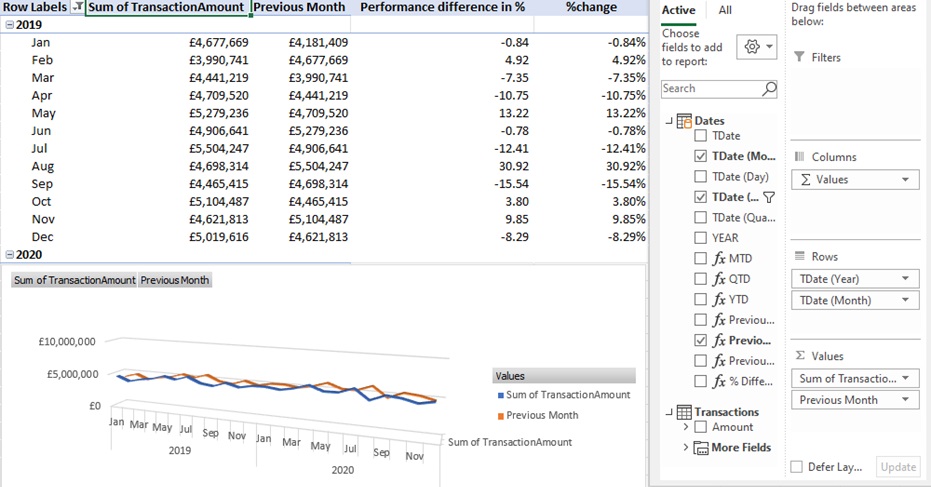 Row Labels Sum of TransactionAmount Previous Month Performance difference in % %change
2019
Jan £4,677,669 £4,181,409 -0.84 -0.84%
Feb £3,990,741 £4,677,669 4.92 4.92%
Mar £4,441,219 £3,990,741 -7.35 -7.35%
Apr £4,709,520 £4,441,219 -10.75 -10.75%
May £5,279,236 £4,709,520 13.22 13.22%
Jun £4,906,641 £5,279,236 -0.78 -0.78%
Jul £5,504,247 £4,906,641 -12.41 -12.41%
Aug £4,698,314 £5,504,247 30.92 30.92%
Sep £4,465,415 £4,698,314 -15.54 -15.54%
Oct £5,104,487 £4,465,415 3.80 3.80%
Nov £4,621,813 £5,104,487 9.85 9.85%
Dec £5,019,616 £4,621,813 -8.29 -8.29%
2020
Sum of TransactionAmount Previous Month
£10,000,000
£5,000,000
£0
Jan Mar May Jul Sep Nov Jan Mar May Jul Sep Nov
2019 2020
Sum of TransactionAmount
Values
Sum of TransactionAmount
Previous Month
Active All
Choose
fields to add
to report:
Search
Dates
TDate
TDate (Mo...
TDate (Day)
TDate (...
TDate (Qua...
YEAR
fx MTD
fx QTD
fx YTD
fx Previou...
fx Previo...
fx Previou...
fx % Diffe...
Transactions
Amount
More Fields
Drag fields between areas
below:
Filters
Columns
Σ Values
Rows
TDate (Year)
TDate (Month)
Σ Values
Sum of Transactio...
Previous Month
Defer Lay... Update